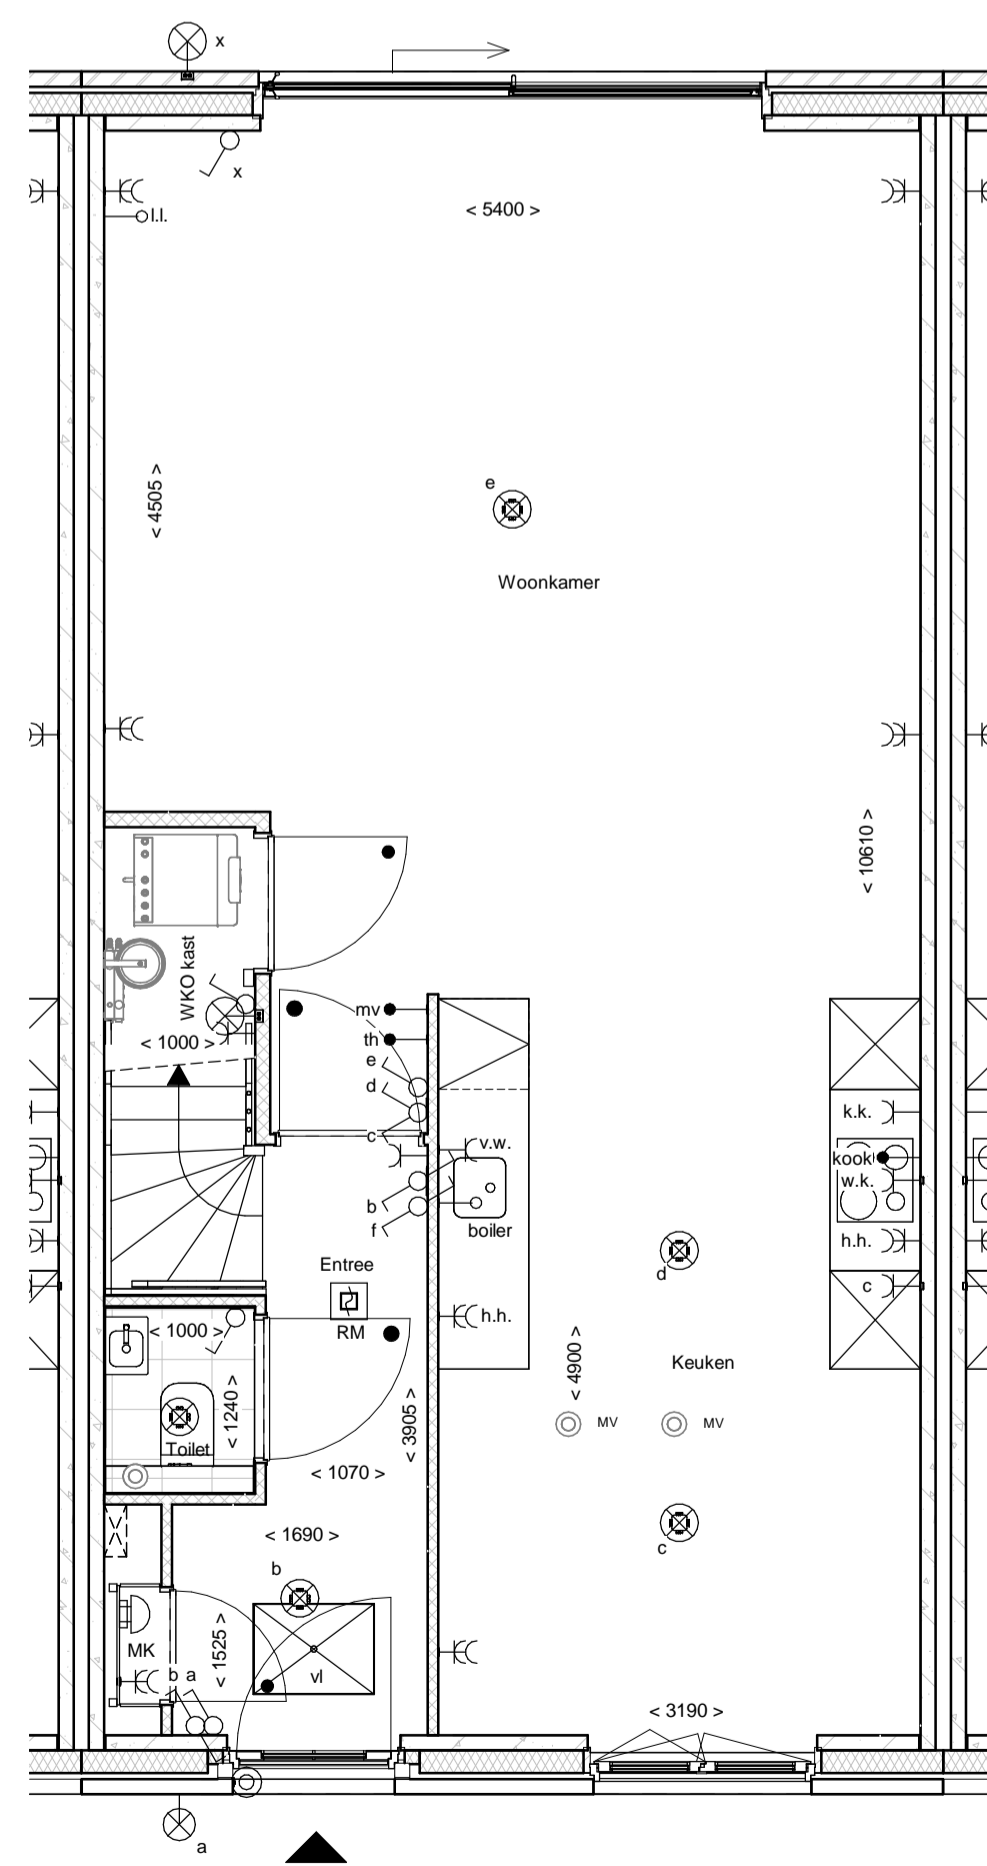 x
x
< 5400 >
l.l.
< 4505 >
e
Woonkamer
< 10610 >
WKO kast
mv
< 1000 >
th
e
d
k.k.
c
v.w.
kook
w.k.
b
f
boiler
h.h.
Entree
d
c
h.h.
< 1000 >
RM
Keuken
< 4900 >
< 1240 >
< 3905 >
MV
MV
Toilet
< 1070 >
< 1690 >
c
b
< 1525 >
MK
b a
vl
< 3190 >
a